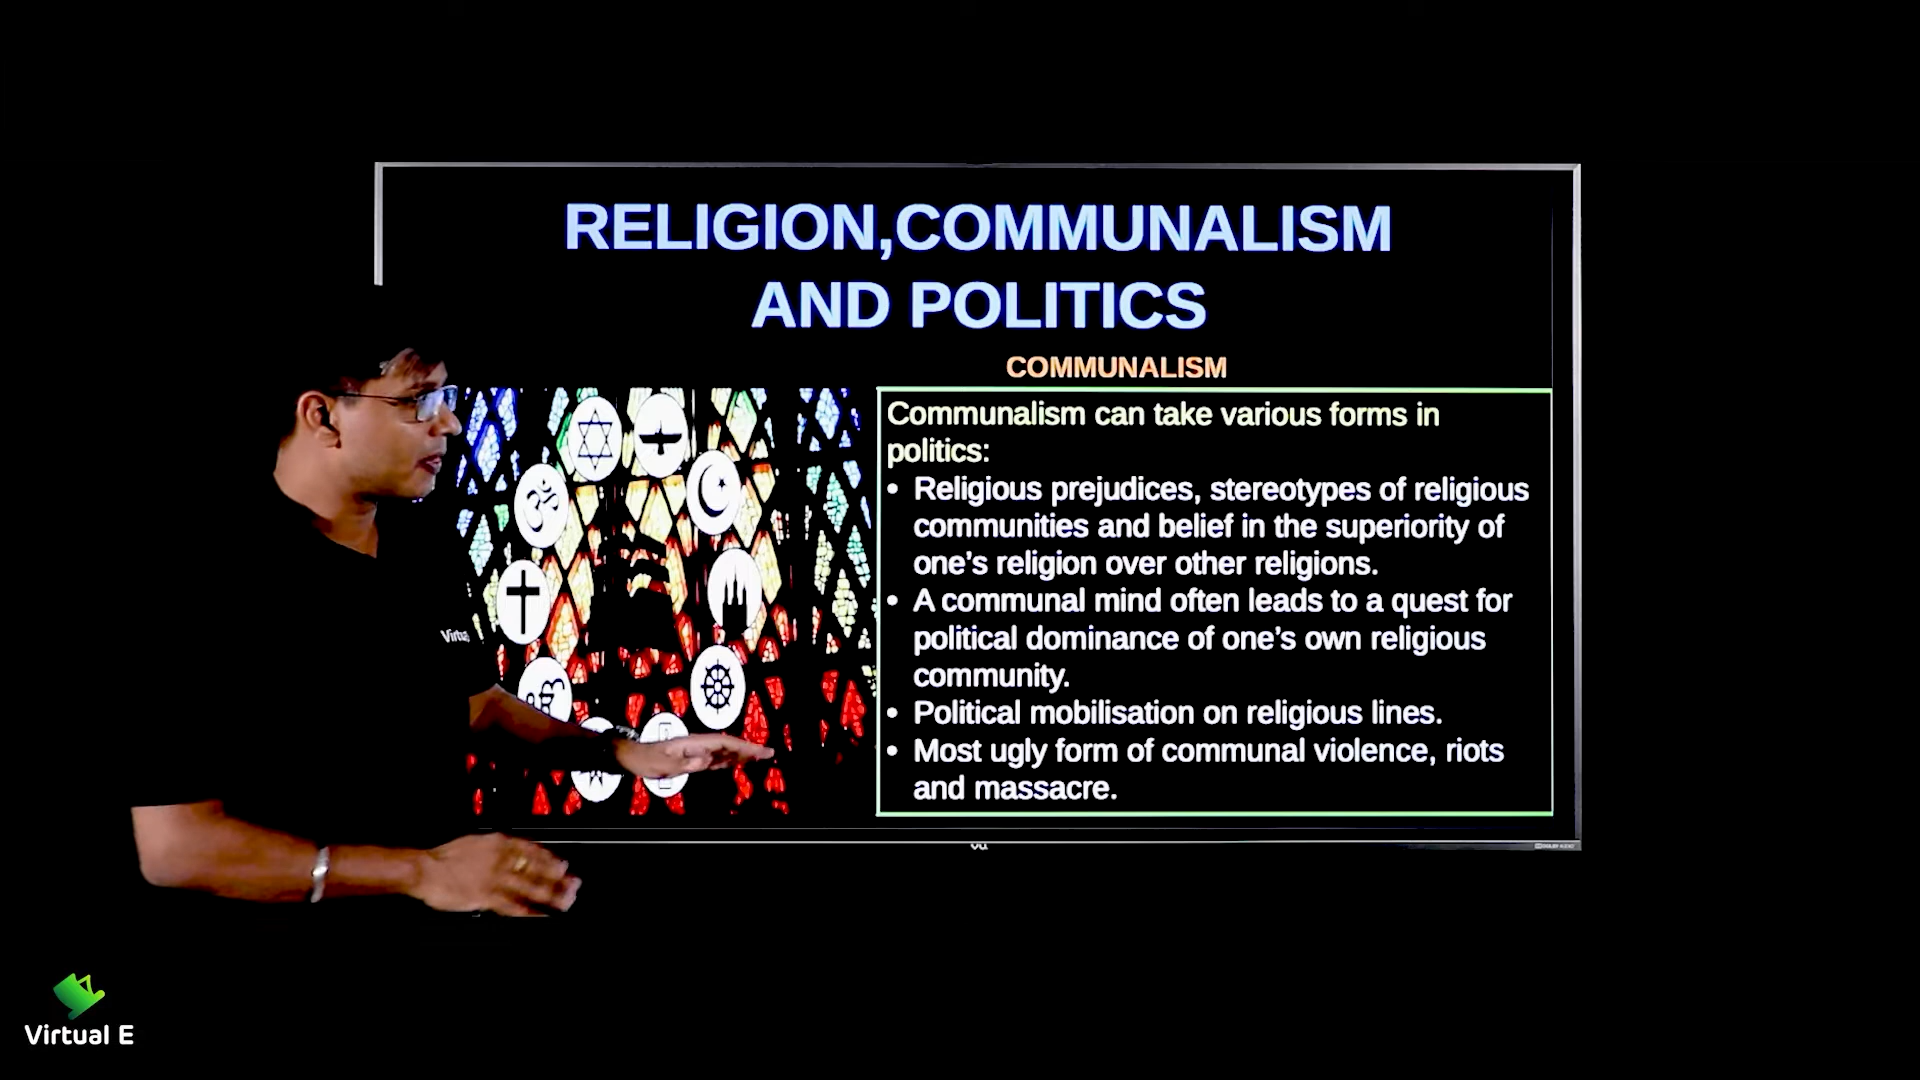 RELIGION,COMMUNALISM
AND POLITICS
COMMUNALISM
Communalism can take various forms in
politics:
• Religious prejudices, stereotypes of religious
communities and belief in the superiority of
one’s religion over other religions.
• A communal mind often leads to a quest for
political dominance of one’s own religious
community.
• Political mobilisation on religious lines.
• Most ugly form of communal violence, riots
and massacre.
Virtual E